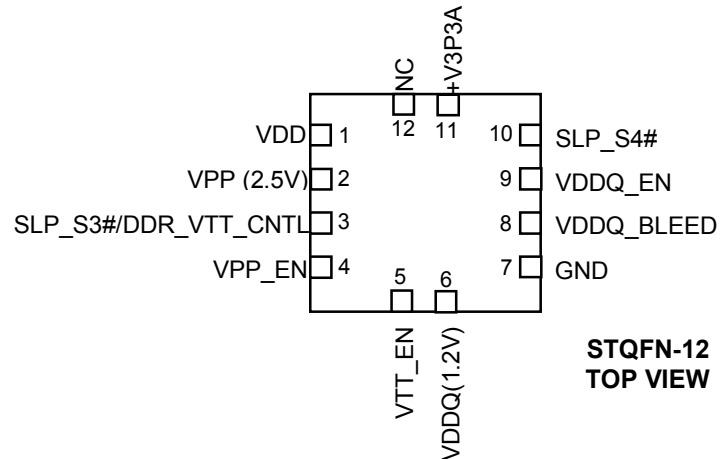 NC
+V3P3A
12
11
VDD
1
10
SLP_S4#
VPP (2.5V)
2
9
VDDQ_EN
SLP_S3#/DDR_VTT_CNTL
3
8
VDDQ_BLEED
VPP_EN
4
7
GND
5
6
VTT_EN
VDDQ(1.2V)
STQFN-12
TOP VIEW